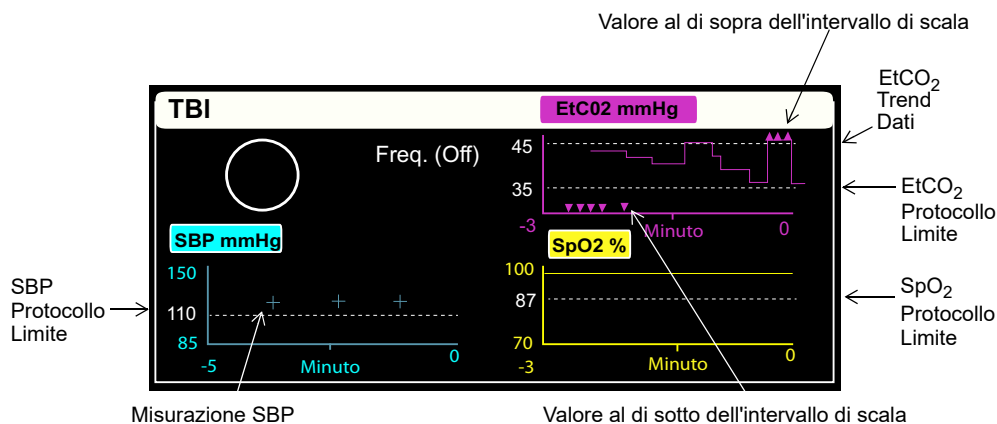 Valore al di sopra dell'intervallo di scala
EtCO2
Trend
Dati
TBI
EtC02 mmHg
Freq. (Off)
45
35
-3
Minuto
0
EtCO2
Protocollo
Limite
SBP mmHg
150
110
85
-5
Minuto
0
SpO2 %
100
87
70
-3
Minuto
0
SBP
Protocollo
Limite
SpO2
Protocollo
Limite
Misurazione SBP
Valore al di sotto dell'intervallo di scala